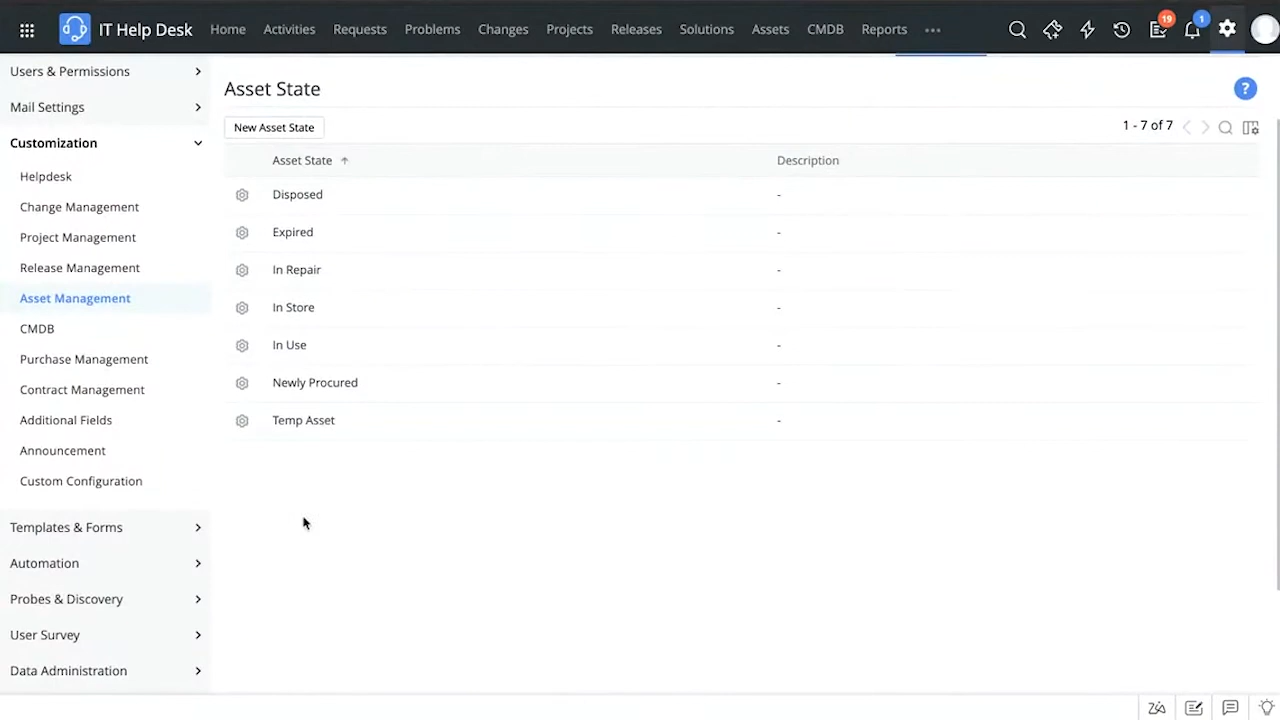 IT Help Desk Home Activities Requests Problems Changes Projects Releases Solutions Assets CMDB Reports 19 1
Users & Permissions
Mail Settings
Customization
Helpdesk
Change Management
Project Management
Release Management
Asset Management
CMDB
Purchase Management
Contract Management
Additional Fields
Announcement
Custom Configuration
Templates & Forms
Automation
Probes & Discovery
User Survey
Data Administration
Asset State
?
New Asset State
1 - 7 of 7
Asset State Description
Disposed -
Expired -
In Repair -
In Store -
In Use -
Newly Procured -
Temp Asset -